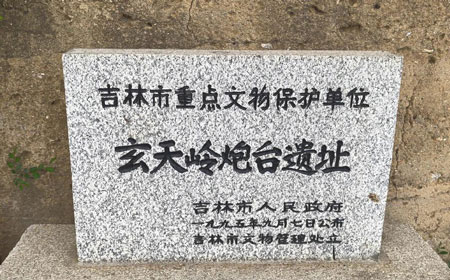 吉林市重点文物保护单位
玄天岭炮台遗址
吉林市人民政府
一九九五年九月七日公布
吉林市文物管理处立